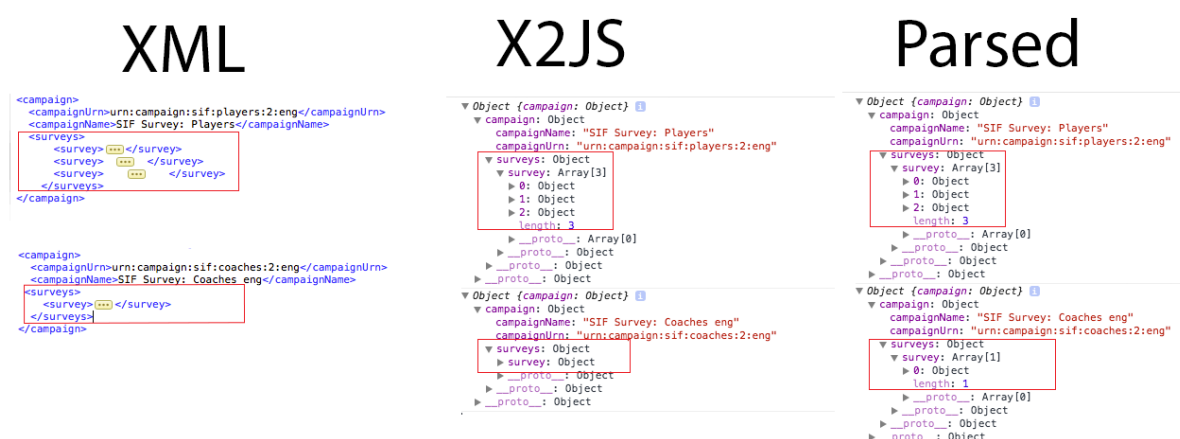 XML
<campaign>
<campaignUrn>urn:campaign:sif:players:2:eng</campaignUrn>
<campaignName>SIF Survey: Players</campaignName>
<surveys>
<survey>•••</survey>
<survey> ••• </survey>
<survey> ••• </survey>
</surveys>
</campaign>
<campaign>
<campaignUrn>urn:campaign:sif:coaches:2:eng</campaignUrn>
<campaignName>SIF Survey: Coaches eng</campaignName>
<surveys>
<survey>•••</survey>
</surveys>
</campaign>
X2JS
▼Object {campaign: Object} i
▼campaign: Object
campaignName: "SIF Survey: Players"
campaignUrn: "urn:campaign:sif:players:2:eng"
▼surveys: Object
▼survey: Array[3]
▶0: Object
▶1: Object
▶2: Object
length: 3
▶__proto__: Array[0]
▶__proto__: Object
▶__proto__: Object
▶__proto__: Object
▼Object {campaign: Object} i
▼campaign: Object
campaignName: "SIF Survey: Coaches eng"
campaignUrn: "urn:campaign:sif:coaches:2:eng"
▼surveys: Object
▶survey: Object
▶__proto__: Object
▶__proto__: Object
▶__proto__: Object
Parsed
▼Object {campaign: Object} i
▼campaign: Object
campaignName: "SIF Survey: Players"
campaignUrn: "urn:campaign:sif:players:2:eng"
▼surveys: Object
▼survey: Array[3]
▶0: Object
▶1: Object
▶2: Object
length: 3
▶__proto__: Array[0]
▶__proto__: Object
▶__proto__: Object
▶__proto__: Object
▼Object {campaign: Object} i
▼campaign: Object
campaignName: "SIF Survey: Coaches eng"
campaignUrn: "urn:campaign:sif:coaches:2:eng"
▼surveys: Object
▼survey: Array[1]
▶0: Object
length: 1
▶__proto__: Array[0]
▶__proto__: Object
▶__proto__: Object
▶__proto__: Object